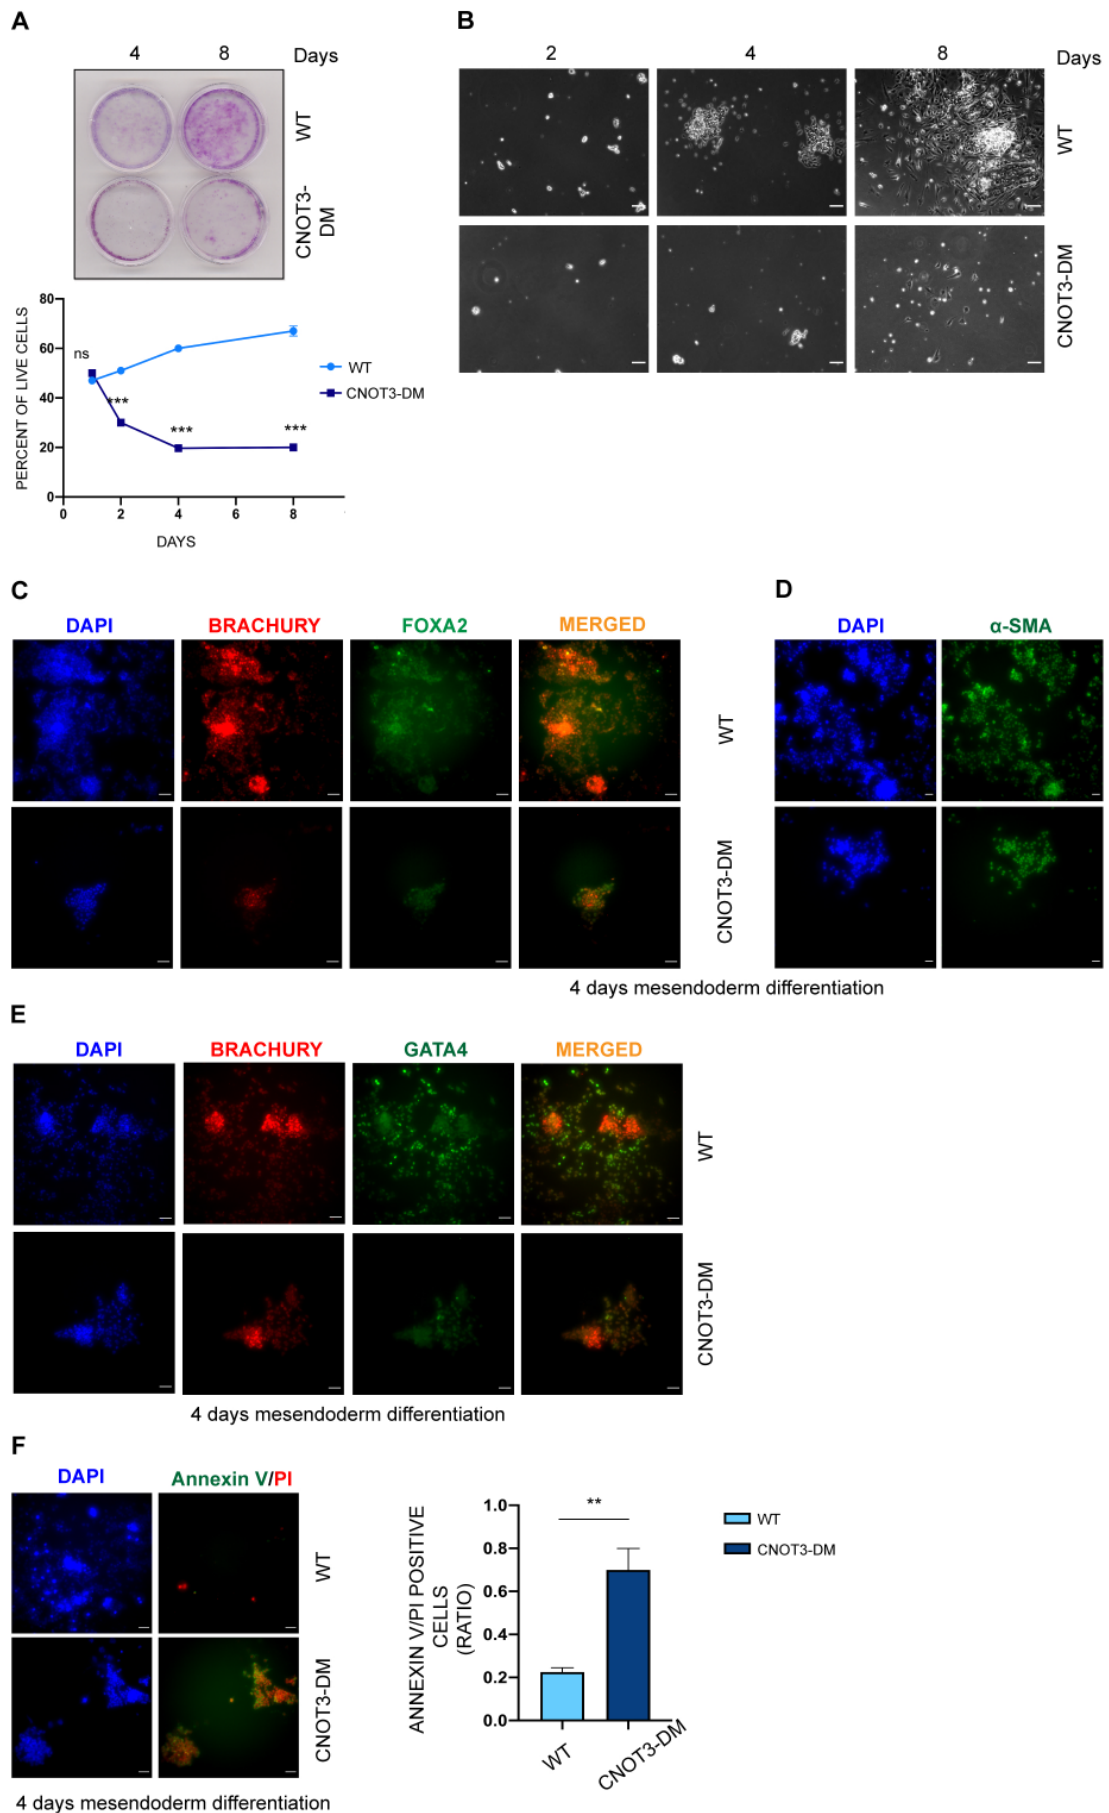 A
4 8 Days
WT
CNOT3-
DM
80
60
40
20
0
0 2 4 6 8
PERCENT OF LIVE CELLS
DAYS
ns
***
***
***
WT
CNOT3-DM
B
2 4 8 Days
WT
CNOT3-DM
C
DAPI BRACHURY FOXA2 MERGED
WT
CNOT3-DM
D
DAPI α-SMA
4 days mesendoderm differentiation
E
DAPI BRACHURY GATA4 MERGED
WT
CNOT3-DM
4 days mesendoderm differentiation
F
DAPI Annexin V/PI
WT
CNOT3-DM
4 days mesendoderm differentiation
ANNEXIN V/PI POSITIVE
CELLS
(RATIO)
1.0
0.8
0.6
0.4
0.2
0.0
**
WT
CNOT3-DM
WT
CNOT3-DM